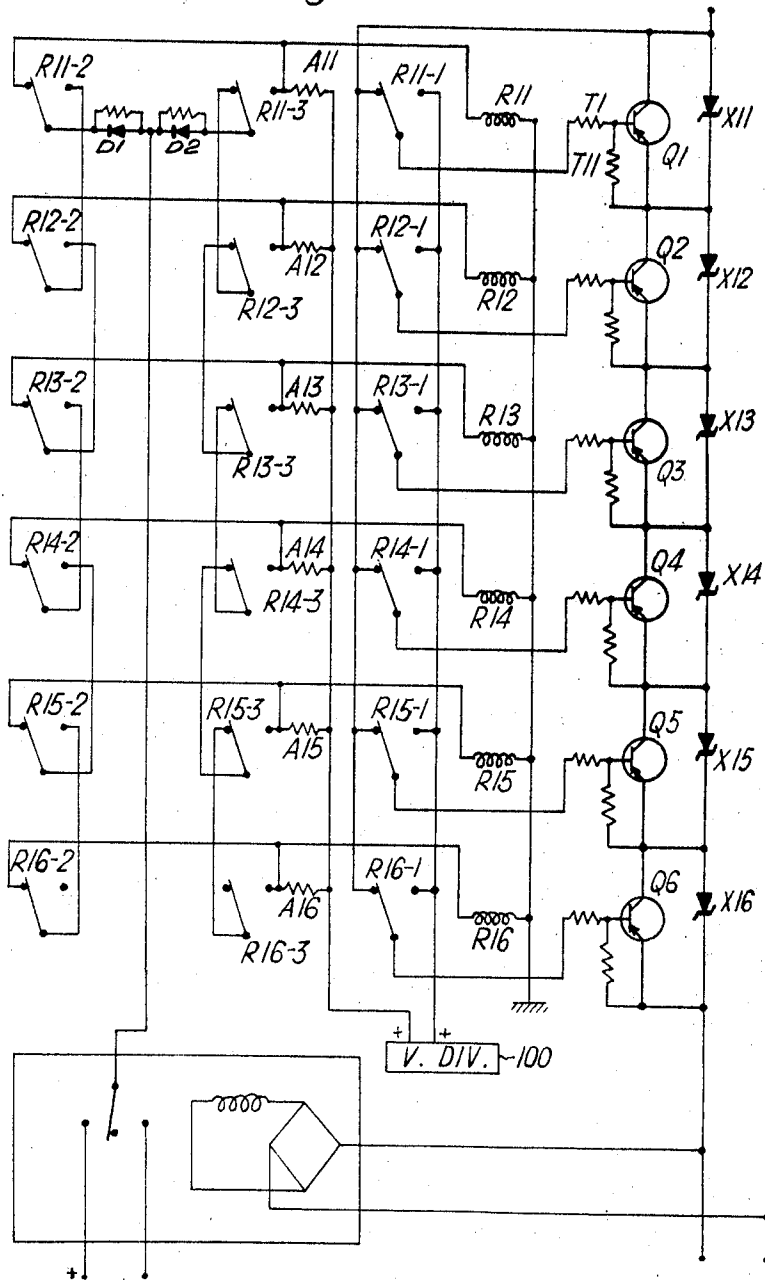 R11-2
A11
R11-1
R11
T1
X11
R11-3
D1
D2
T11
Q1
R12-2
R12-1
Q2
A12
R12
X12
R12-3
R13-2
A13
R13-1
R13
X13
R13-3
Q3
R14-2
A14
R14-1
Q4
X14
R14-3
R14
R15-2
R15-3
R15-1
Q5
A15
R15
X15
R16-2
R16-1
Q6
A16
X16
R16-3
R16
+ +
V. DIV. 100
+